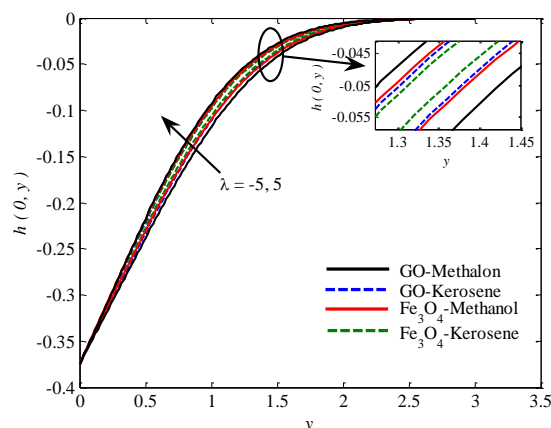 0
-0.05
-0.1
-0.15
-0.2
-0.25
-0.3
-0.35
-0.4
h ( 0, y )
0 0.5 1 1.5 2 2.5 3 3.5
y
-0.045
-0.05
-0.055
h ( 0, y )
1.3 1.35 1.4 1.45
y
λ = -5, 5
GO-Methalon
GO-Kerosene
Fe₃O₄-Methanol
Fe₃O₄-Kerosene